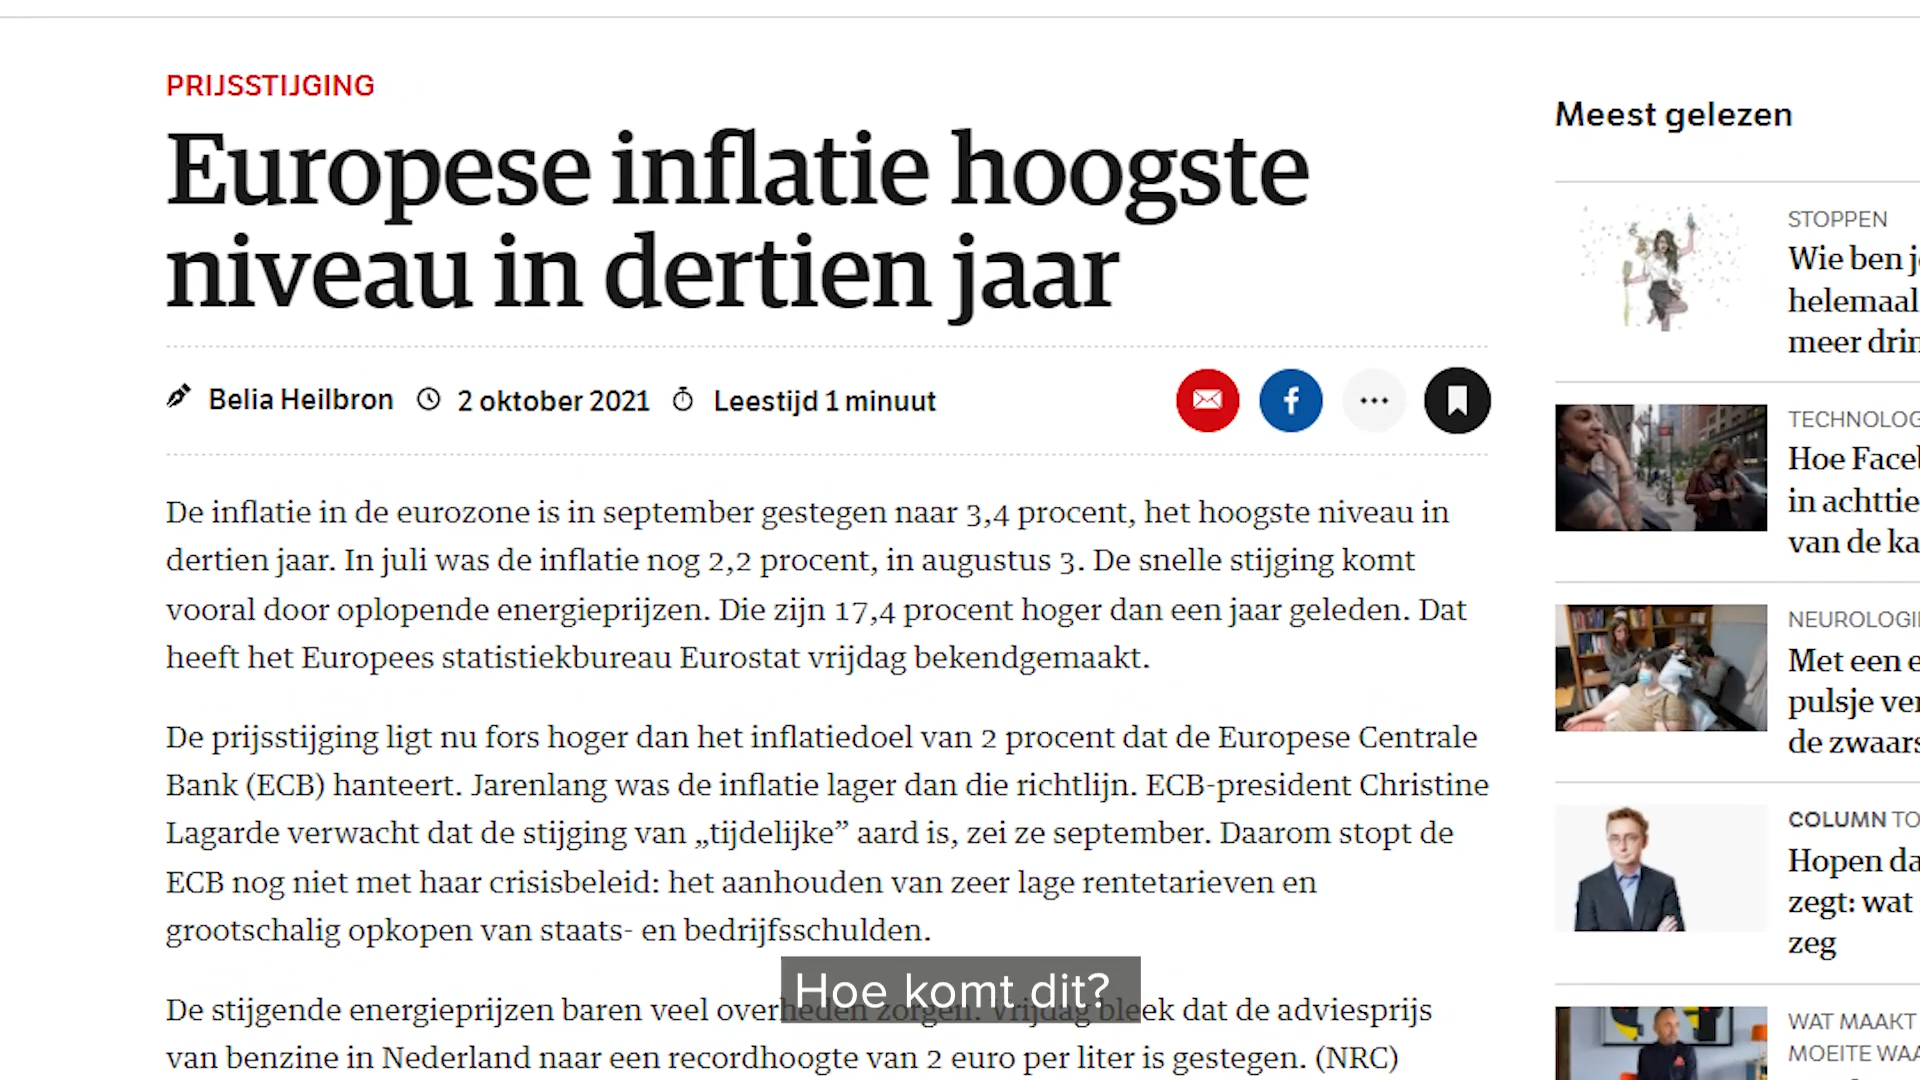 PRIJSSTIJGING
Europese inflatie hoogste
niveau in dertien jaar
Belia Heilbron 2 oktober 2021 Leestijd 1 minuut
De inflatie in de eurozone is in september gestegen naar 3,4 procent, het hoogste niveau in
dertien jaar. In juli was de inflatie nog 2,2 procent, in augustus 3. De snelle stijging komt
vooral door oplopende energieprijzen. Die zijn 17,4 procent hoger dan een jaar geleden. Dat
heeft het Europees statistiekbureau Eurostat vrijdag bekendgemaakt.
De prijsstijging ligt nu fors hoger dan het inflatiedoel van 2 procent dat de Europese Centrale
Bank (ECB) hanteert. Jarenlang was de inflatie lager dan die richtlijn. ECB-president Christine
Lagarde verwacht dat de stijging van „tijdelijke” aard is, zei ze september. Daarom stopt de
ECB nog niet met haar crisisbeleid: het aanhouden van zeer lage rentetarieven en
grootschalig opkopen van staats- en bedrijfsschulden.
De stijgende energieprijzen baren veel overheden zorgen. Vrijdag bleek dat de adviesprijs
van benzine in Nederland naar een recordhoogte van 2 euro per liter is gestegen. (NRC)
Hoe komt dit?
Meest gelezen
STOPPEN
Wie ben j
helemaal
meer drin
TECHNOLOG
Hoe Faceb
in achttie
van de ka
NEUROLOGI
Met een e
pulsje ver
de zwaars
COLUMN TO
Hopen da
zegt: wat
zeg
WAT MAAKT
MOEITE WAA